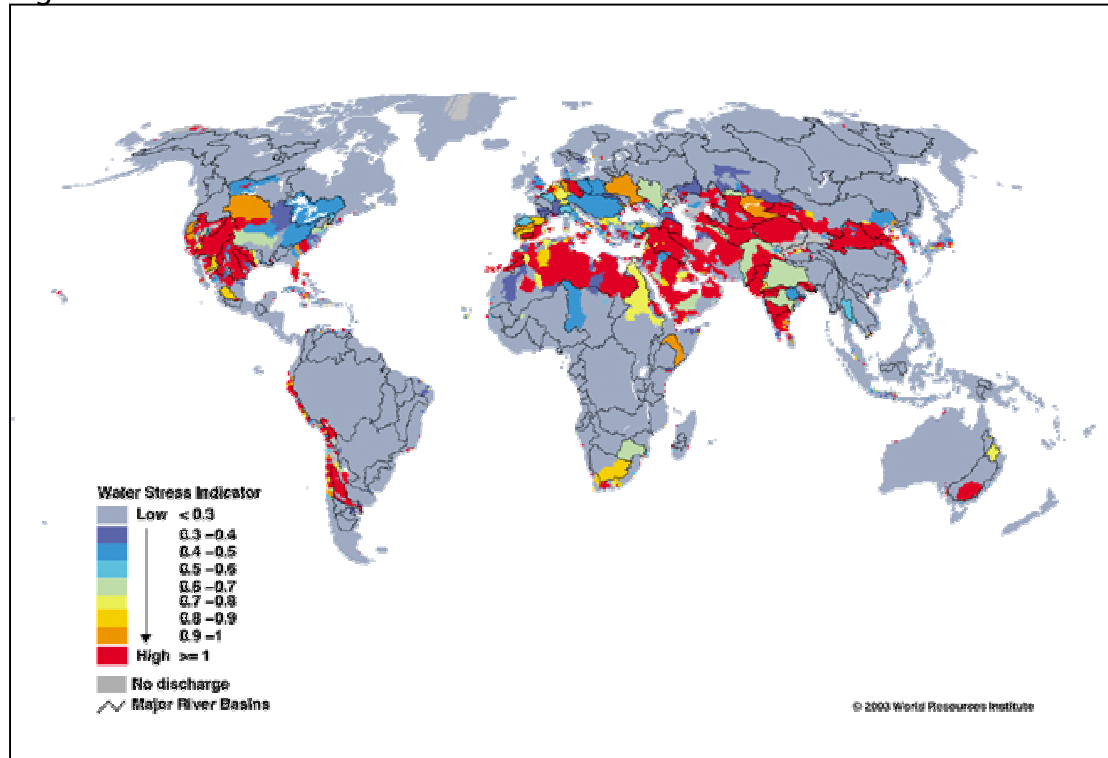 Water Stress Indicator
Low < 0.3
0.3 –0.4
0.4 –0.5
0.5 –0.6
0.6 –0.7
0.7 –0.8
0.8 –0.9
0.9 –1
High >= 1
No discharge
Major River Basins
© 2003 World Resources Institute